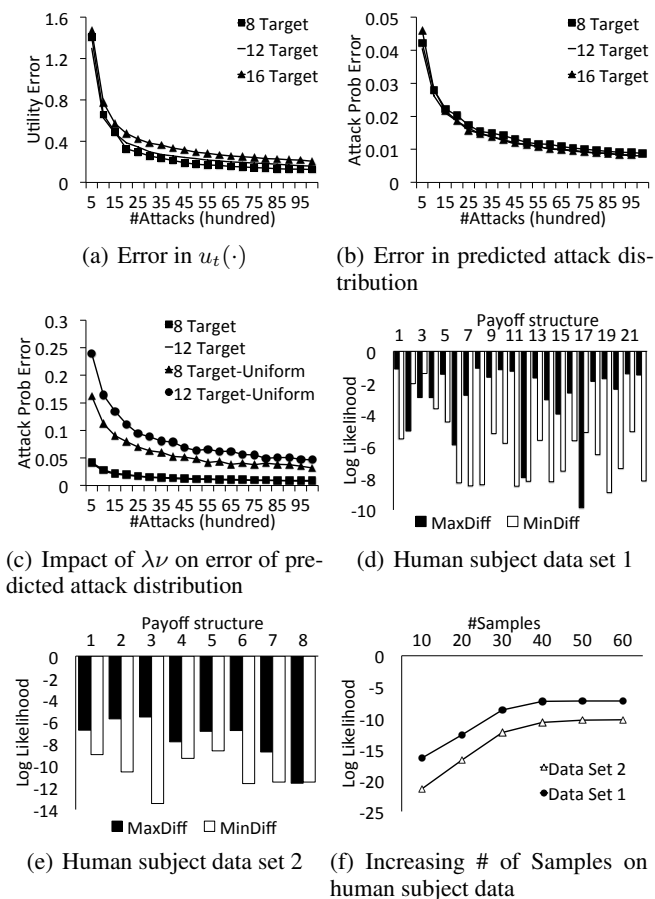 1.6
1.2
0.8
0.4
0
Utility Error
8 Target
12 Target
16 Target
5 15 25 35 45 55 65 75 85 95
#Attacks (hundred)
(a) Error in u_t(·)
0.05
0.04
0.03
0.02
0.01
0
Attack Prob Error
8 Target
12 Target
16 Target
5 15 25 35 45 55 65 75 85 95
#Attacks (hundred)
(b) Error in predicted attack dis-
tribution
0.3
0.25
0.2
0.15
0.1
0.05
0
Attack Prob Error
8 Target
12 Target
8 Target-Uniform
12 Target-Uniform
5 15 25 35 45 55 65 75 85 95
#Attacks (hundred)
(c) Impact of λν on error of pre-
dicted attack distribution
Payoff structure
1 3 5 7 9 11 13 15 17 19 21
0
-2
-4
-6
-8
-10
Log Likelihood
MaxDiff MinDiff
(d) Human subject data set 1
Payoff structure
1 2 3 4 5 6 7 8
0
-2
-4
-6
-8
-10
-12
-14
Log Likelihood
MaxDiff MinDiff
(e) Human subject data set 2
#Samples
10 20 30 40 50 60
0
-5
-10
-15
-20
-25
Log Likelihood
Data Set 2
Data Set 1
(f) Increasing # of Samples on
human subject data